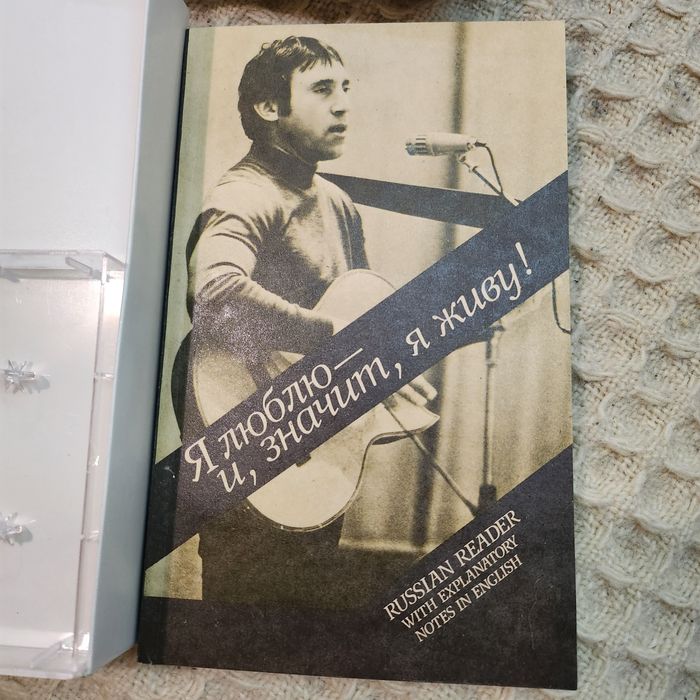 Я люблю —
и, значит, я живу!
RUSSIAN READER
WITH EXPLANATORY
NOTES IN ENGLISH